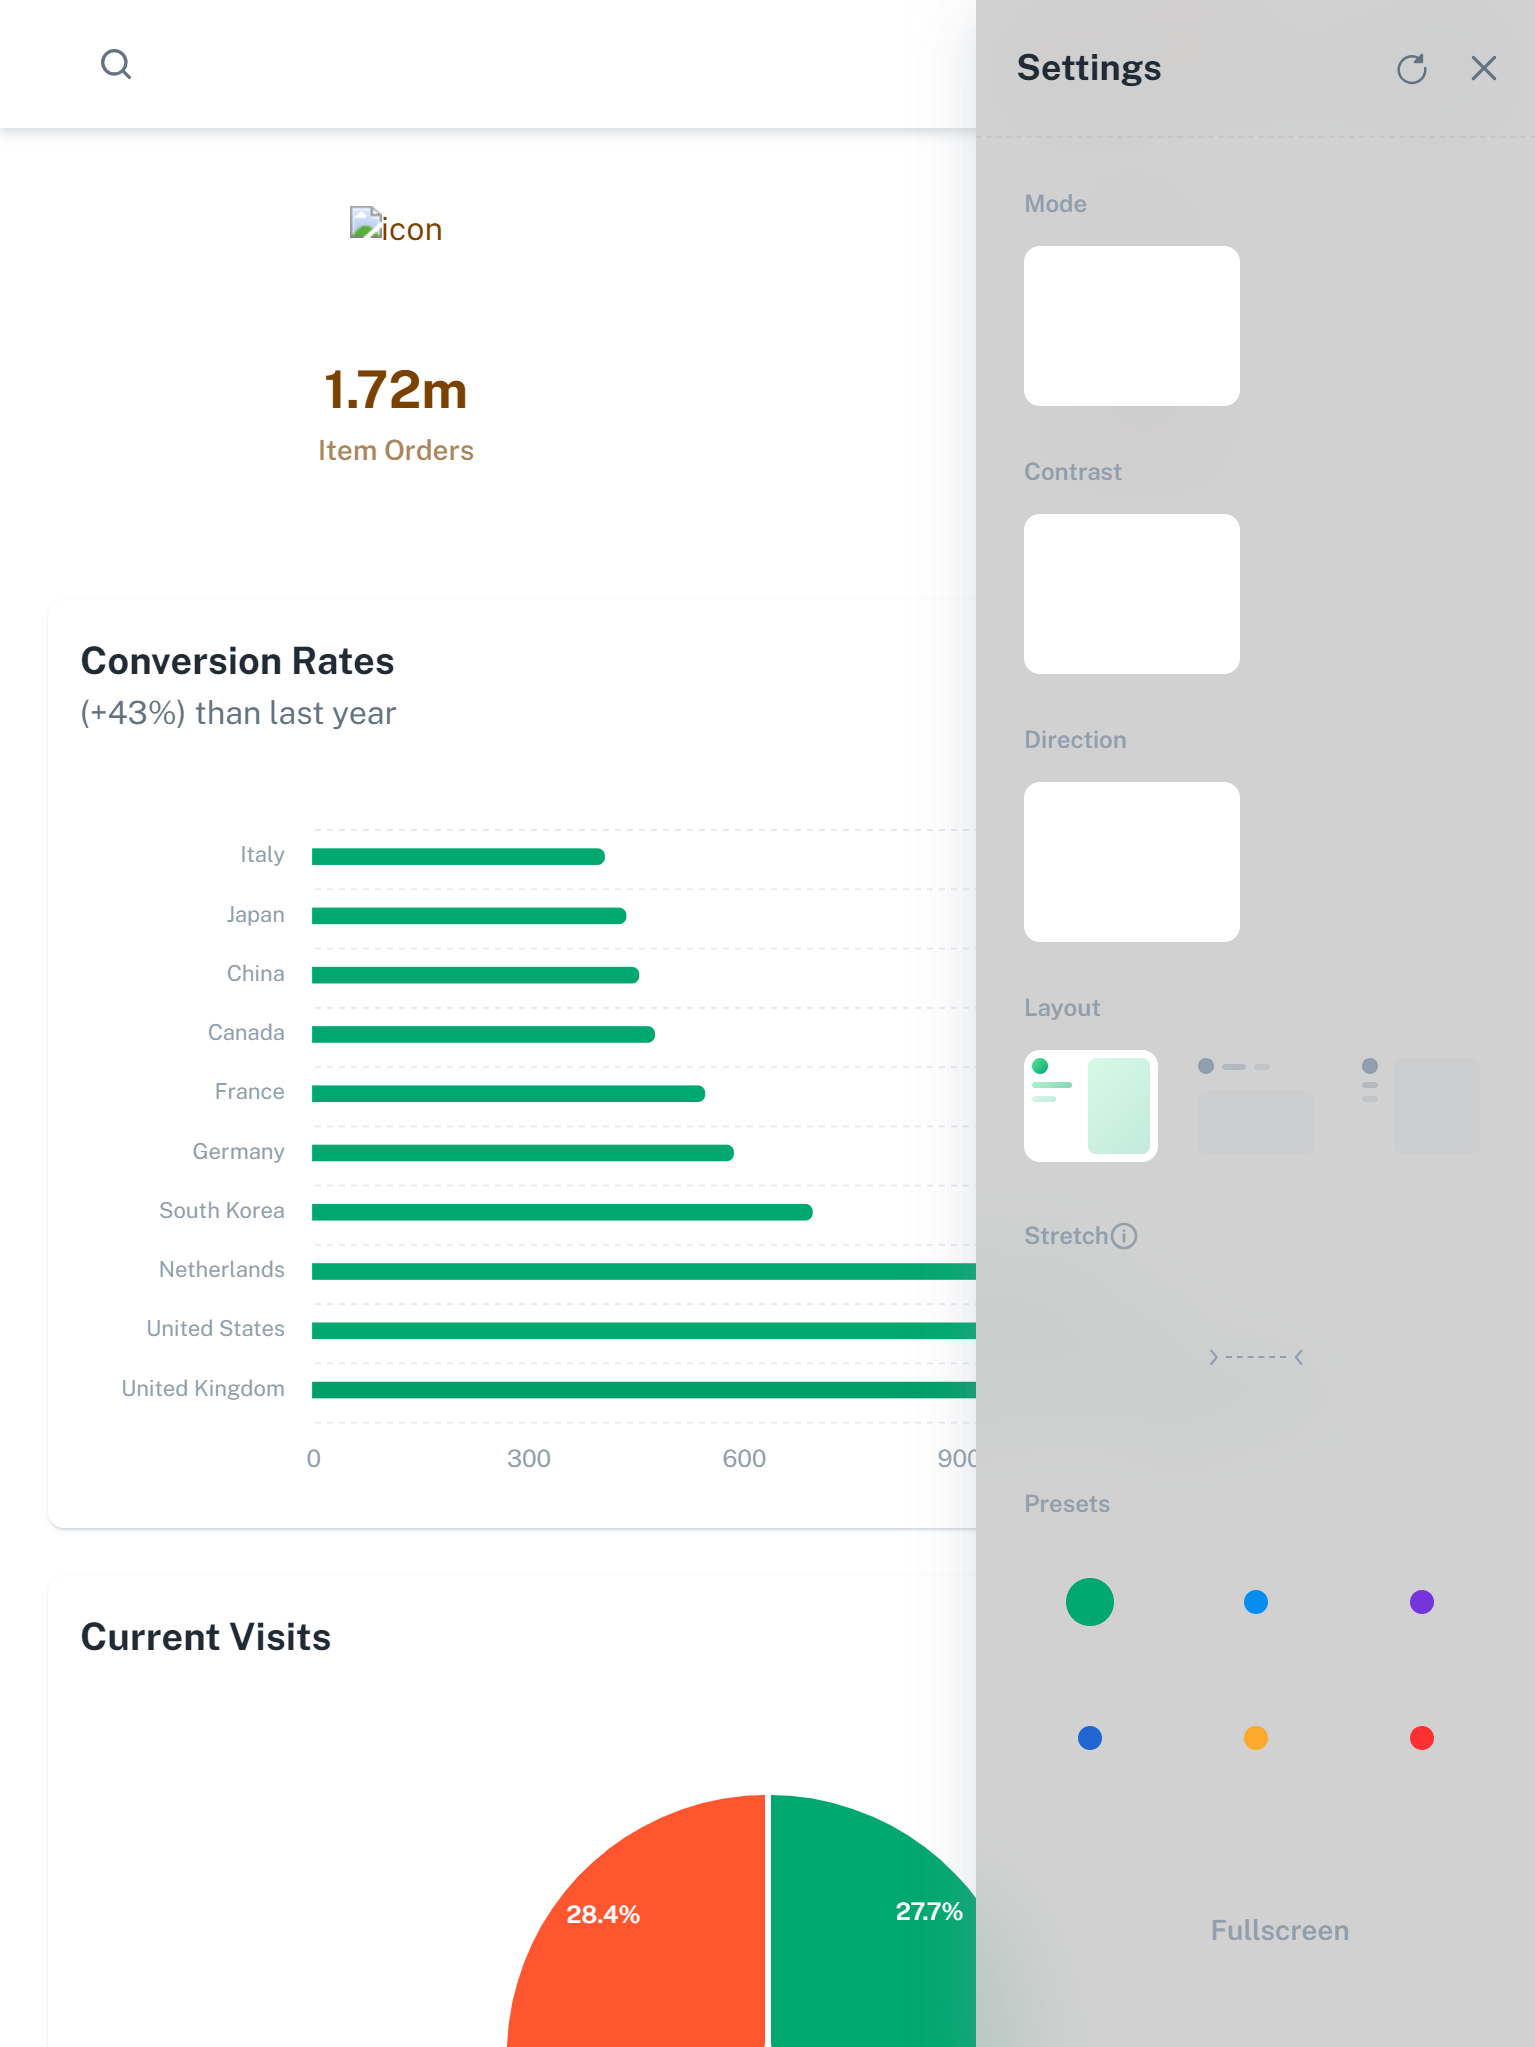 Settings
Mode
Contrast
Direction
Layout
Stretch
Presets
Fullscreen
icon
1.72m
Item Orders
Conversion Rates
(+43%) than last year
Italy
Japan
China
Canada
France
Germany
South Korea
Netherlands
United States
United Kingdom
0 300 600 900
Current Visits
28.4% 27.7%